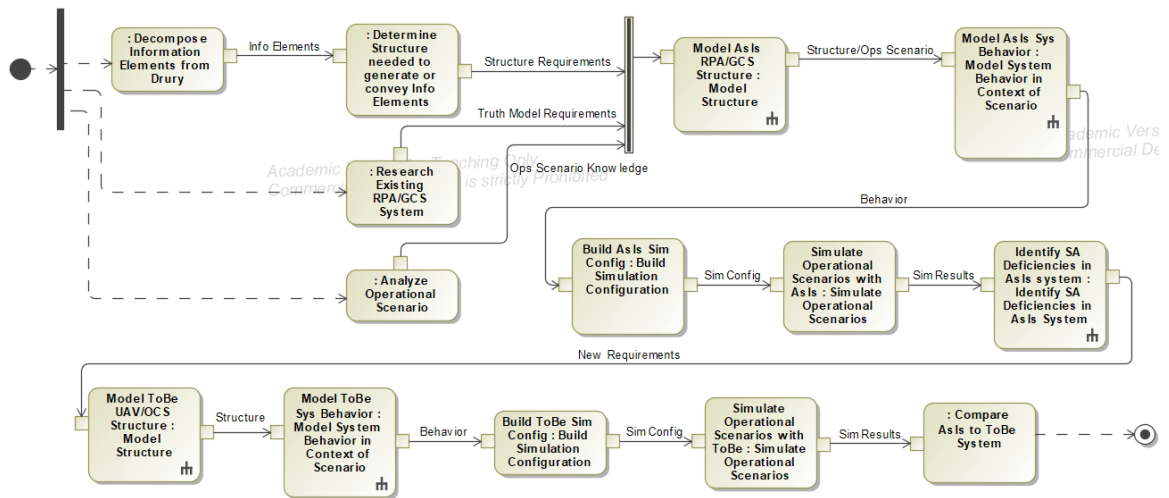 : Decompose
Information
Elements from
Drury
Info Elements
: Determine
Structure
needed to
generate or
convey Info
Elements
Structure Requirements
Truth Model Requirements
Ops Scenario Knowledge
: Research
Existing
RPA/GCS
System
: Analyze
Operational
Scenario
Model AsIs
RPA/GCS
Structure :
Model
Structure
Structure/Ops Scenario
Model AsIs Sys
Behavior :
Model System
Behavior in
Context of
Scenario
Academic
Teaching Only
Commercial
is strictly Prohibited
ademic Vers
ommercial De
Behavior
Build AsIs Sim
Config : Build
Simulation
Configuration
Sim Config
Simulate
Operational
Scenarios with
AsIs : Simulate
Operational
Scenarios
Sim Results
Identify SA
Deficiencies in
AsIs system :
Identify SA
Deficiencies in
AsIs System
New Requirements
Model ToBe
UAV/OCS
Structure :
Model
Structure
Structure
Model ToBe
Sys Behavior :
Model System
Behavior in
Context of
Scenario
Behavior
Build ToBe Sim
Config : Build
Simulation
Configuration
Sim Config
Simulate
Operational
Scenarios with
ToBe : Simulate
Operational
Scenarios
Sim Results
: Compare
AsIs to ToBe
System